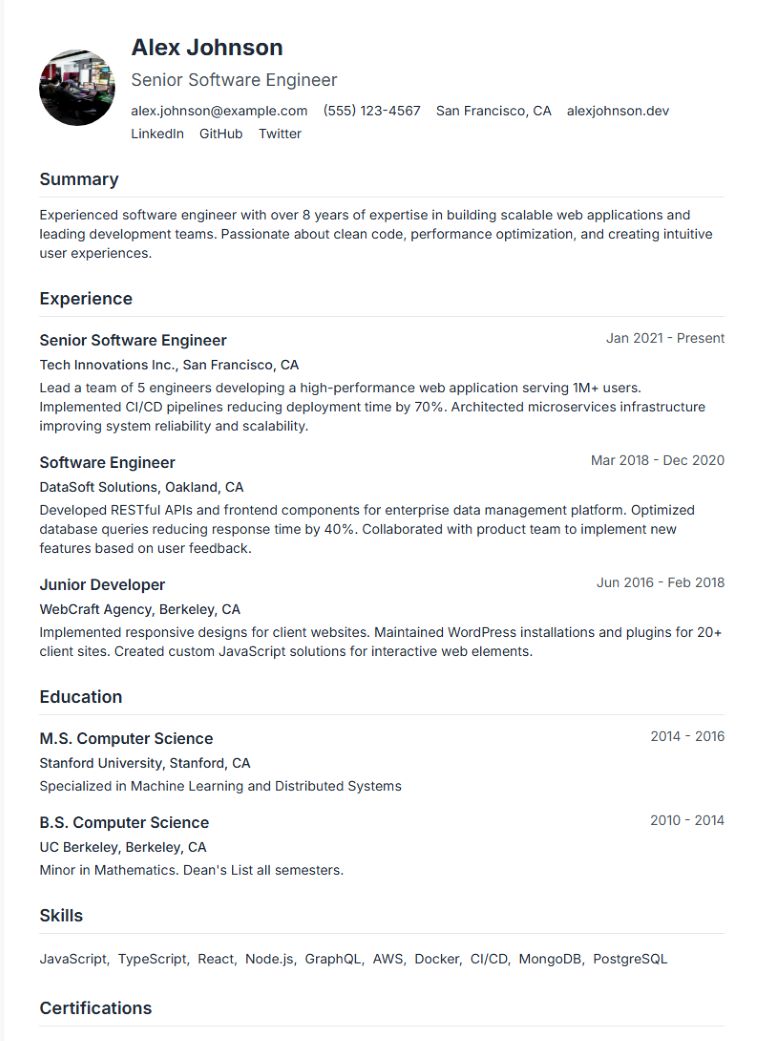 Alex Johnson
Senior Software Engineer
alex.johnson@example.com (555) 123-4567 San Francisco, CA alexjohnson.dev
LinkedIn GitHub Twitter
Summary
Experienced software engineer with over 8 years of expertise in building scalable web applications and
leading development teams. Passionate about clean code, performance optimization, and creating intuitive
user experiences.
Experience
Senior Software Engineer Jan 2021 - Present
Tech Innovations Inc., San Francisco, CA
Lead a team of 5 engineers developing a high-performance web application serving 1M+ users.
Implemented CI/CD pipelines reducing deployment time by 70%. Architected microservices infrastructure
improving system reliability and scalability.
Software Engineer Mar 2018 - Dec 2020
DataSoft Solutions, Oakland, CA
Developed RESTful APIs and frontend components for enterprise data management platform. Optimized
database queries reducing response time by 40%. Collaborated with product team to implement new
features based on user feedback.
Junior Developer Jun 2016 - Feb 2018
WebCraft Agency, Berkeley, CA
Implemented responsive designs for client websites. Maintained WordPress installations and plugins for 20+
client sites. Created custom JavaScript solutions for interactive web elements.
Education
M.S. Computer Science 2014 - 2016
Stanford University, Stanford, CA
Specialized in Machine Learning and Distributed Systems
B.S. Computer Science 2010 - 2014
UC Berkeley, Berkeley, CA
Minor in Mathematics. Dean's List all semesters.
Skills
JavaScript, TypeScript, React, Node.js, GraphQL, AWS, Docker, CI/CD, MongoDB, PostgreSQL
Certifications